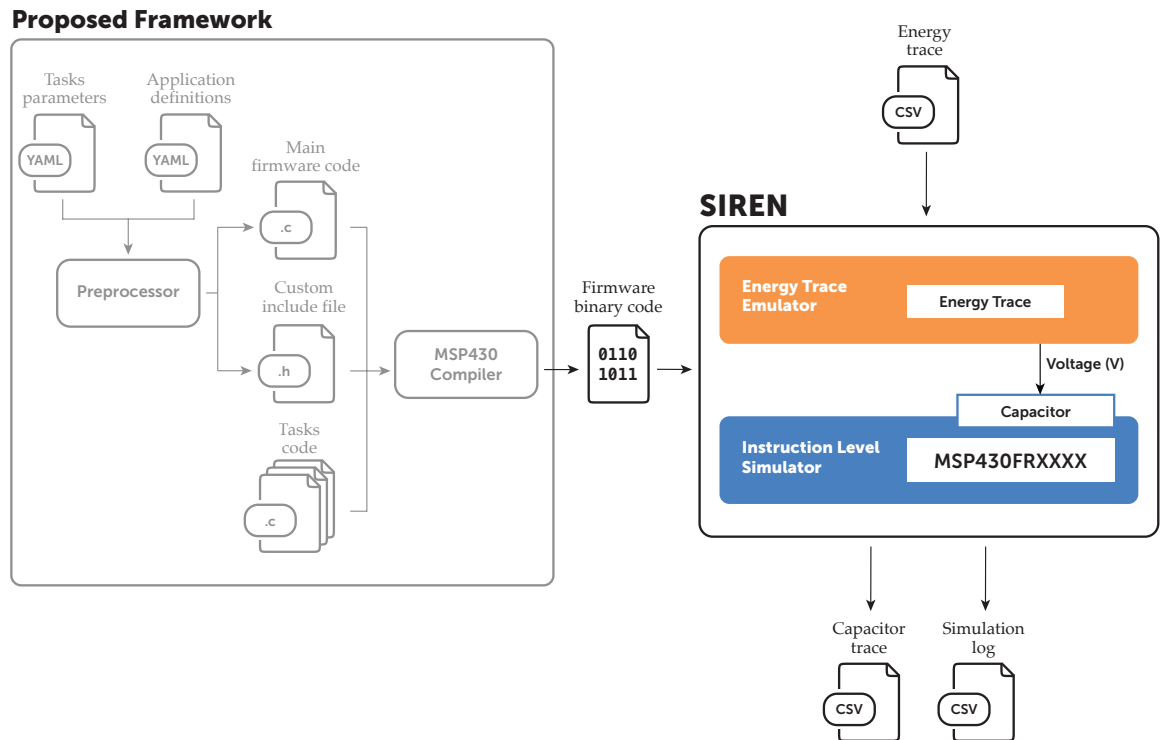 Proposed Framework
Tasks
parameters
YAML
Application
definitions
YAML
Preprocessor
Main
firmware code
.c
Custom
include file
.h
Tasks
code
.c
MSP430
Compiler
Firmware
binary code
0110
1011
Energy
trace
CSV
SIREN
Energy Trace
Emulator
Energy Trace
Voltage (V)
Capacitor
Instruction Level
Simulator
MSP430FRXXXX
Capacitor
trace
CSV
Simulation
log
CSV